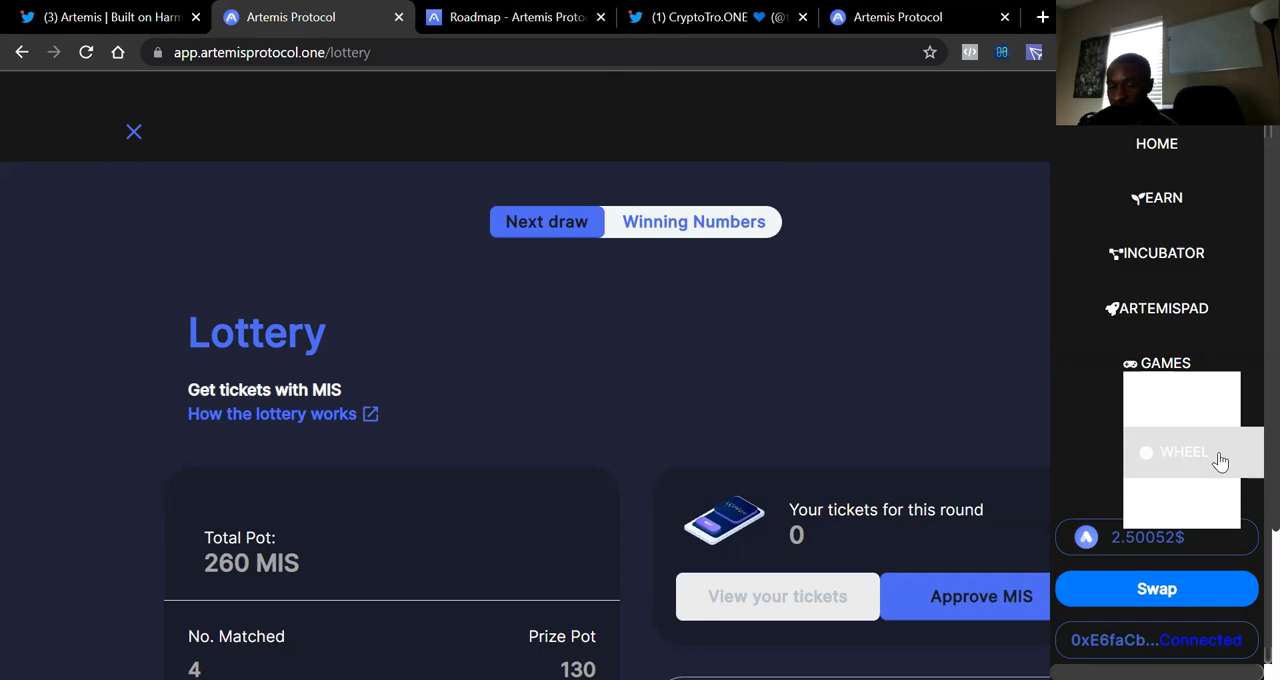 (3) Artemis | Built on Harm
Artemis Protocol
Roadmap - Artemis Proto
(1) CryptoTro.ONE 💙 (@t
Artemis Protocol
app.artemisprotocol.one/lottery
HOME
EARN
INCUBATOR
ARTEMISPAD
GAMES
WHEEL
2.50052$
Swap
0xE6faCb...Connected
Next draw
Winning Numbers
Lottery
Get tickets with MIS
How the lottery works
Total Pot:
260 MIS
No. Matched
Prize Pot
4
130
Your tickets for this round
0
View your tickets
Approve MIS